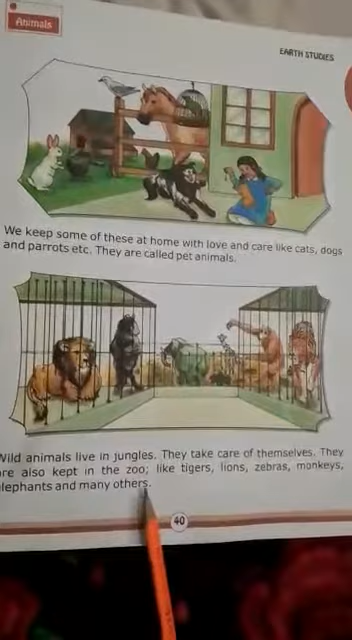 Animals
EARTH STUDIES
We keep some of these at home with love and care like cats, dogs
and parrots etc. They are called pet animals.
Wild animals live in jungles. They take care of themselves. They
are also kept in the zoo; like tigers, lions, zebras, monkeys,
elephants and many others.
40